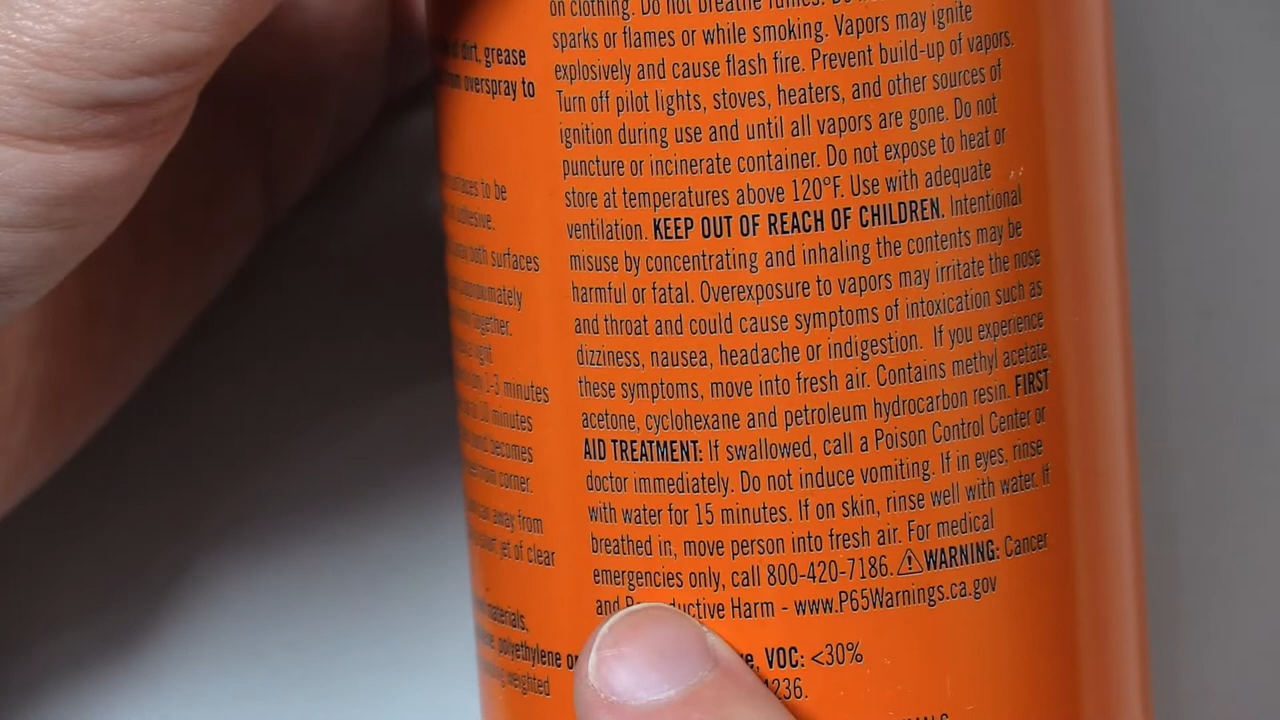 dirt, grease
overspray to
surfaces to be
adhesive.
both surfaces
approximately
together.
1-3 minutes
10 minutes
becomes
from corner.
away from
jet of clear
materials,
polyethylene or
weighted
on clothing. Do not breathe fumes. Do
sparks or flames or while smoking. Vapors may ignite
explosively and cause flash fire. Prevent build-up of vapors.
Turn off pilot lights, stoves, heaters, and other sources of
ignition during use and until all vapors are gone. Do not
puncture or incinerate container. Do not expose to heat or
store at temperatures above 120°F. Use with adequate
ventilation. KEEP OUT OF REACH OF CHILDREN. Intentional
misuse by concentrating and inhaling the contents may be
harmful or fatal. Overexposure to vapors may irritate the nose
and throat and could cause symptoms of intoxication such as
dizziness, nausea, headache or indigestion. If you experience
these symptoms, move into fresh air. Contains methyl acetate,
acetone, cyclohexane and petroleum hydrocarbon resin. FIRST
AID TREATMENT: If swallowed, call a Poison Control Center or
doctor immediately. Do not induce vomiting. If in eyes, rinse
with water for 15 minutes. If on skin, rinse well with water. If
breathed in, move person into fresh air. For medical
emergencies only, call 800-420-7186. ⚠WARNING: Cancer
and Reproductive Harm - www.P65Warnings.ca.gov
VOC: <30%